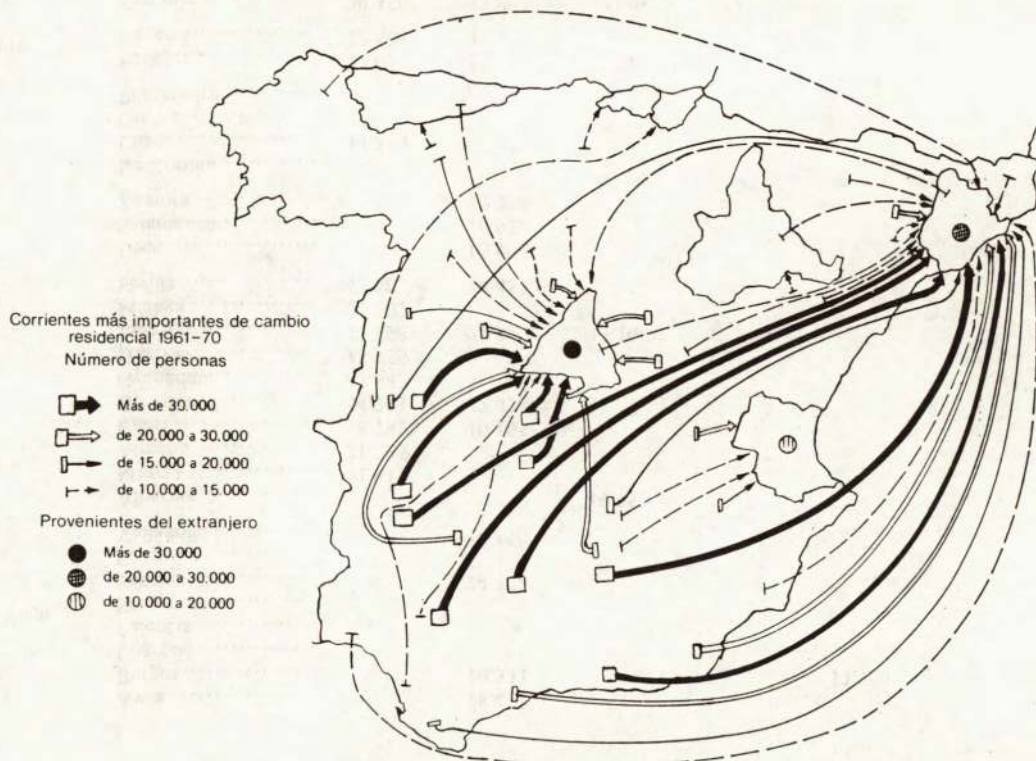 Corrientes más importantes de cambio
residencial 1961-70
Número de personas
Más de 30.000
de 20.000 a 30.000
de 15.000 a 20.000
de 10.000 a 15.000
Provenientes del extranjero
Más de 30.000
de 20.000 a 30.000
de 10.000 a 20.000